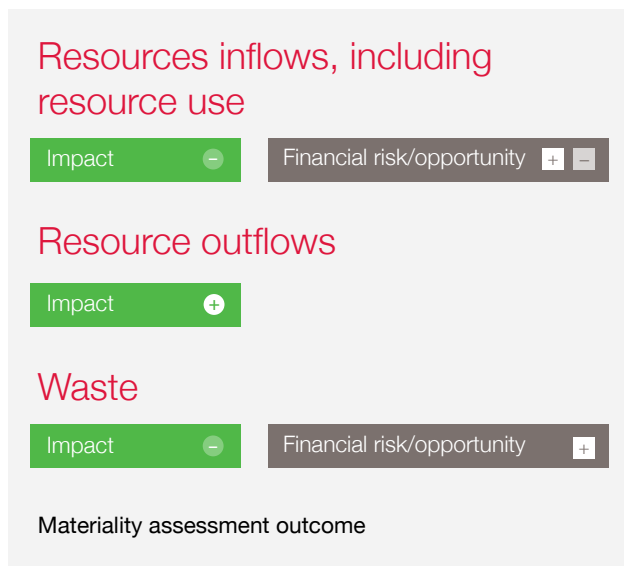 Resources inflows, including
resource use
Impact − Financial risk/opportunity + −
Resource outflows
Impact +
Waste
Impact − Financial risk/opportunity +
Materiality assessment outcome